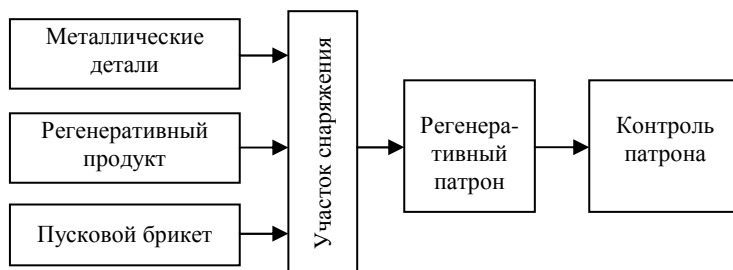 Металлические
детали
Регенеративный
продукт
Пусковой брикет
Участок снаряжения
Регенера-
тивный
патрон
Контроль
патрона